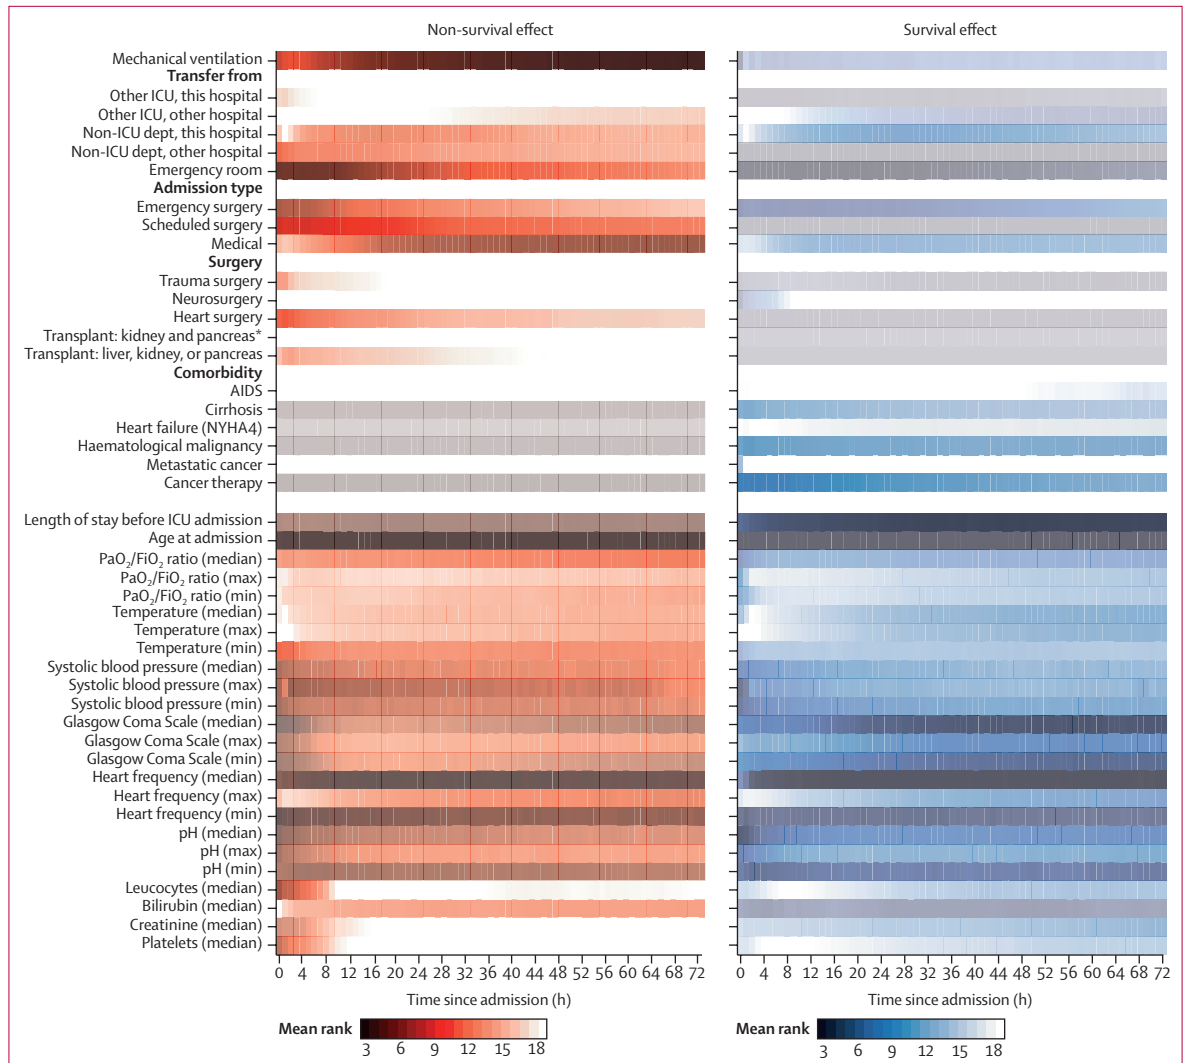 Non-survival effect
Survival effect
Mechanical ventilation
Transfer from
Other ICU, this hospital
Other ICU, other hospital
Non-ICU dept, this hospital
Non-ICU dept, other hospital
Emergency room
Admission type
Emergency surgery
Scheduled surgery
Medical
Surgery
Trauma surgery
Neurosurgery
Heart surgery
Transplant: kidney and pancreas*
Transplant: liver, kidney, or pancreas
Comorbidity
AIDS
Cirrhosis
Heart failure (NYHA4)
Haematological malignancy
Metastatic cancer
Cancer therapy
Length of stay before ICU admission
Age at admission
PaO₂/FiO₂ ratio (median)
PaO₂/FiO₂ ratio (max)
PaO₂/FiO₂ ratio (min)
Temperature (median)
Temperature (max)
Temperature (min)
Systolic blood pressure (median)
Systolic blood pressure (max)
Systolic blood pressure (min)
Glasgow Coma Scale (median)
Glasgow Coma Scale (max)
Glasgow Coma Scale (min)
Heart frequency (median)
Heart frequency (max)
Heart frequency (min)
pH (median)
pH (max)
pH (min)
Leucocytes (median)
Bilirubin (median)
Creatinine (median)
Platelets (median)
0 4 8 12 16 20 24 28 32 36 40 44 48 52 56 60 64 68 72
0 4 8 12 16 20 24 28 32 36 40 44 48 52 56 60 64 68 72
Time since admission (h)
Time since admission (h)
Mean rank
3 6 9 12 15 18
Mean rank
3 6 9 12 15 18